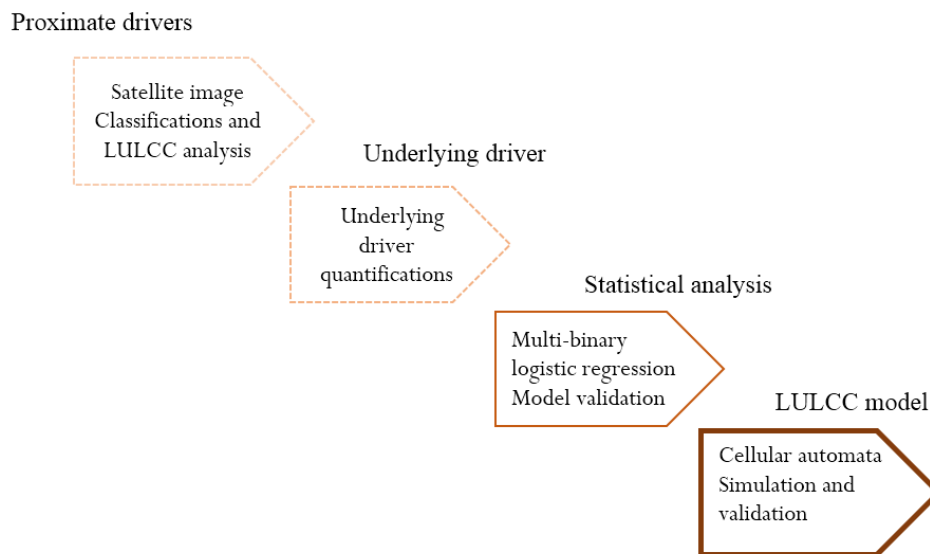 Proximate drivers
Satellite image
Classifications and
LULCC analysis
Underlying driver
Underlying
driver
quantifications
Statistical analysis
Multi-binary
logistic regression
Model validation
LULCC model
Cellular automata
Simulation and
validation